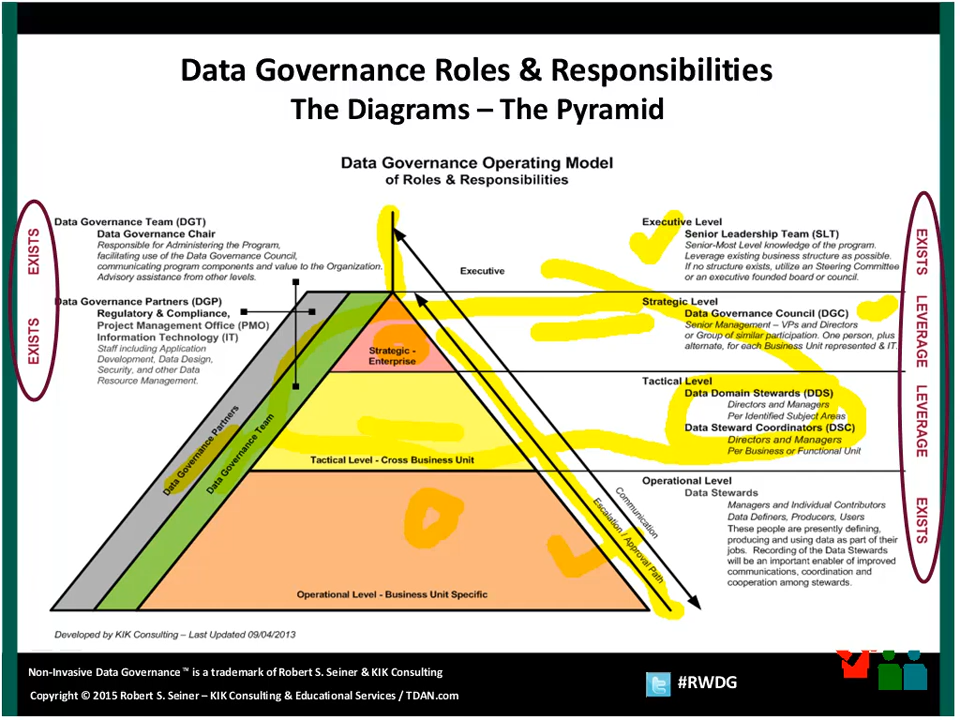 Data Governance Roles & Responsibilities
The Diagrams – The Pyramid
Data Governance Operating Model
of Roles & Responsibilities
EXISTS
EXISTS
Data Governance Team (DGT)
Data Governance Chair
Responsible for Administering the Program,
facilitating use of the Data Governance Council,
communicating program components and value to the Organization.
Advisory assistance from other levels.
Data Governance Partners (DGP)
Regulatory & Compliance,
Project Management Office (PMO)
Information Technology (IT)
Staff including Application
Development, Data Design,
Security, and other Data
Resource Management.
Executive
Strategic -
Enterprise
Tactical Level - Cross Business Unit
Operational Level - Business Unit Specific
Data Governance Partners
Data Governance Team
Communication
Escalation / Approval Path
Executive Level
Senior Leadership Team (SLT)
Senior-Most Level knowledge of the program.
Leverage existing business structure as possible.
If no structure exists, utilize an Steering Committee
or an executive founded board or council.
Strategic Level
Data Governance Council (DGC)
Senior Management – VPs and Directors
or Group of similar participation. One person, plus
alternate, for each Business Unit represented & IT.
Tactical Level
Data Domain Stewards (DDS)
Directors and Managers
Per Identified Subject Areas
Data Steward Coordinators (DSC)
Directors and Managers
Per Business or Functional Unit
Operational Level
Data Stewards
Managers and Individual Contributors
Data Definers, Producers, Users
These people are presently defining,
producing and using data as part of their
jobs. Recording of the Data Stewards
will be an important enabler of improved
communications, coordination and
cooperation among stewards.
EXISTS
LEVERAGE
LEVERAGE
EXISTS
Developed by KIK Consulting – Last Updated 09/04/2013
Non-Invasive Data Governance™ is a trademark of Robert S. Seiner & KIK Consulting
Copyright © 2015 Robert S. Seiner – KIK Consulting & Educational Services / TDAN.com
#RWDG